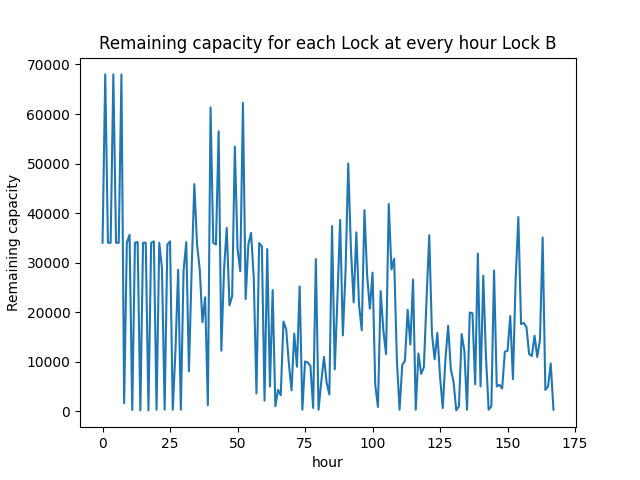 Remaining capacity for each Lock at every hour Lock B
70000
60000
50000
40000
30000
20000
10000
0
Remaining capacity
0 25 50 75 100 125 150 175
hour